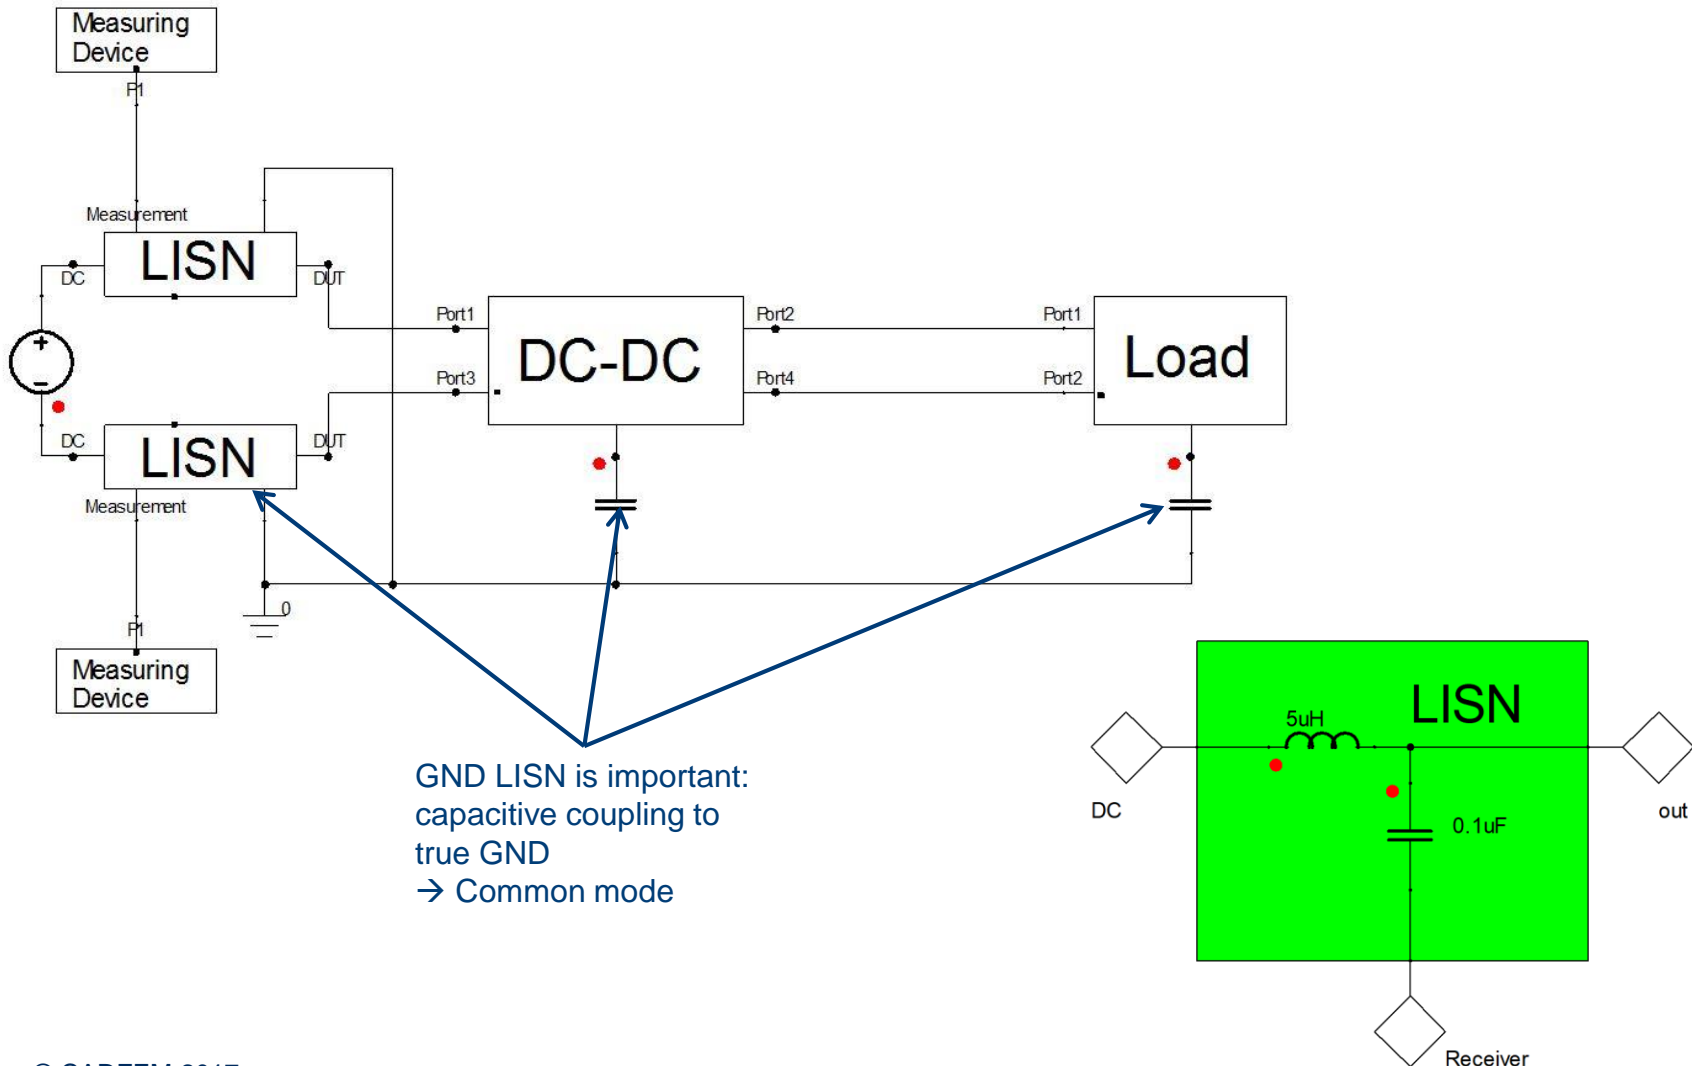 Measuring
Device
P1
Measurement
LISN
DC
DUT
Port1
DC-DC
Port2
Port1
Load
Port3
Port4
Port2
DC
LISN
DUT
Measurement
0
P1
Measuring
Device
GND LISN is important:
capacitive coupling to
true GND
→ Common mode
LISN
5uH
DC
0.1uF
out
Receiver